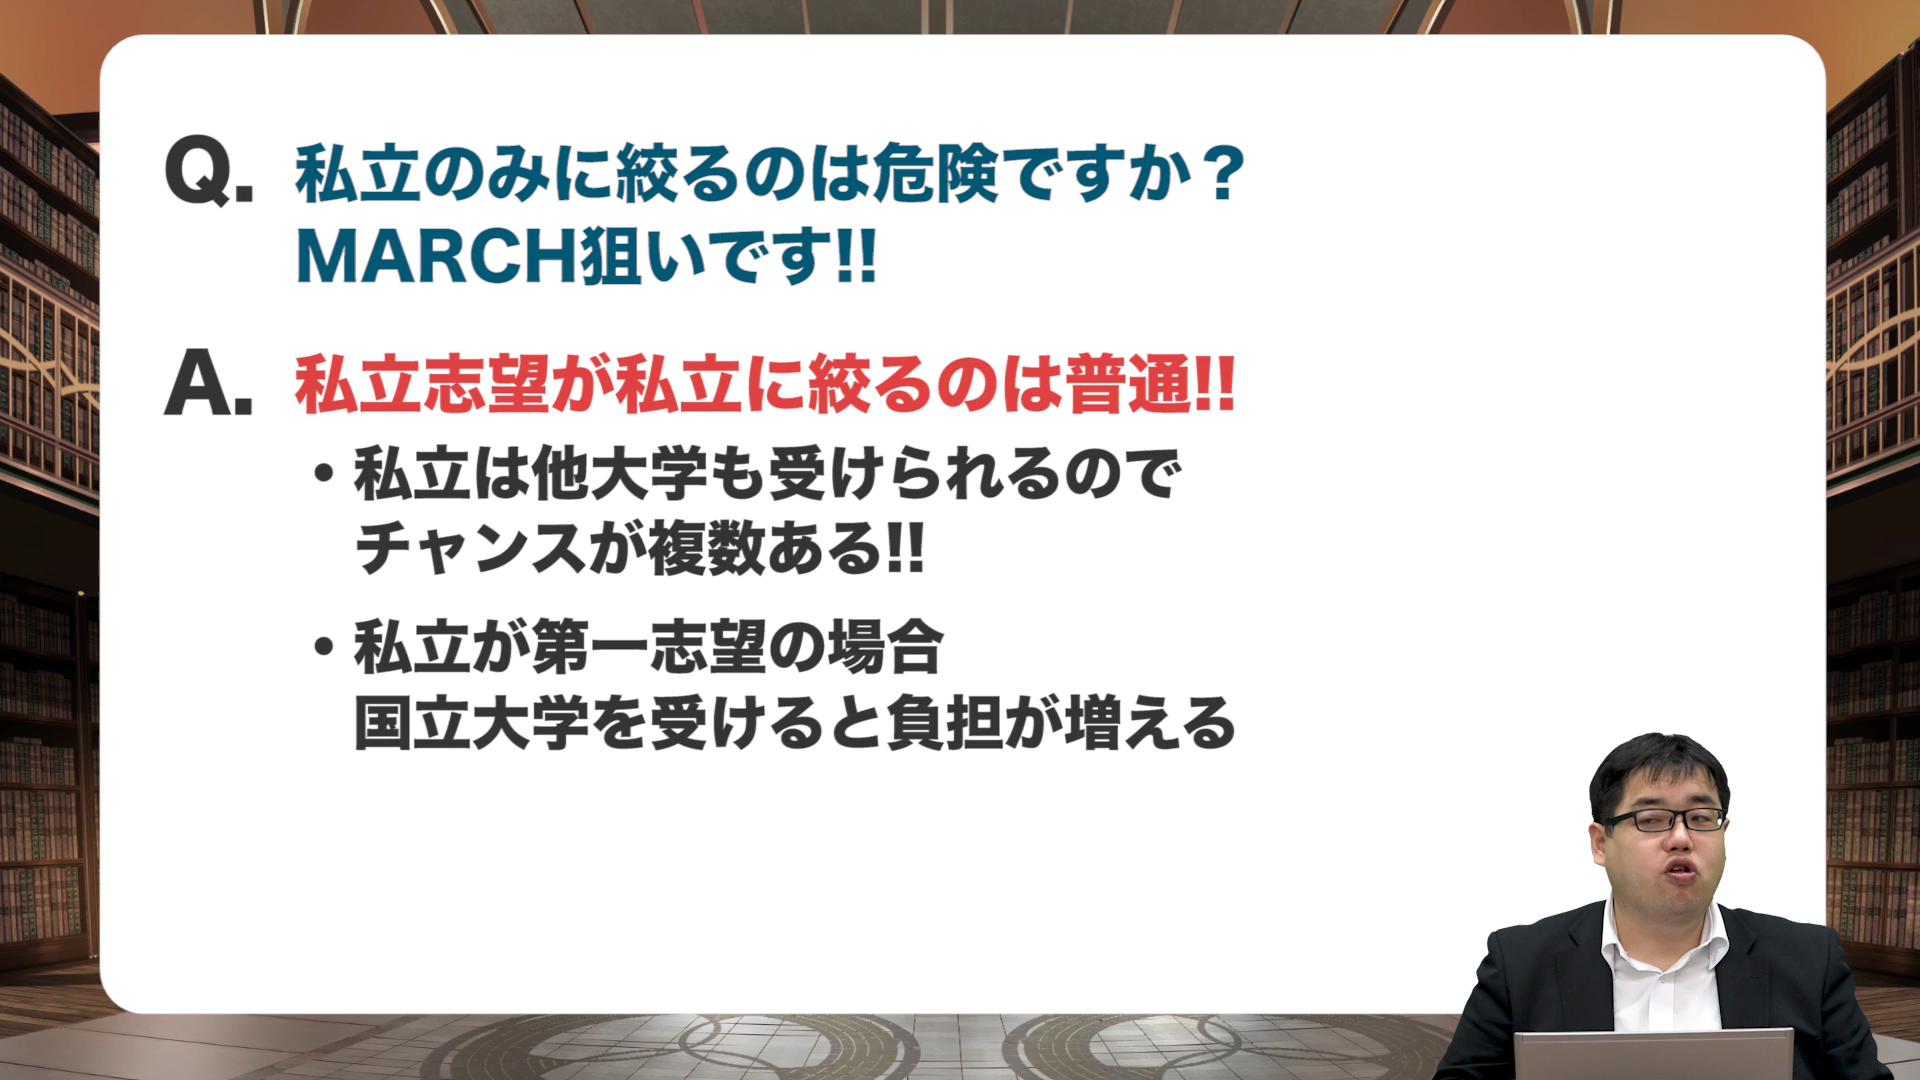 Q. 私立のみに絞るのは危険ですか？
MARCH狙いです!!
A. 私立志望が私立に絞るのは普通!!
・私立は他大学も受けられるので
チャンスが複数ある!!
・私立が第一志望の場合
国立大学を受けると負担が増える